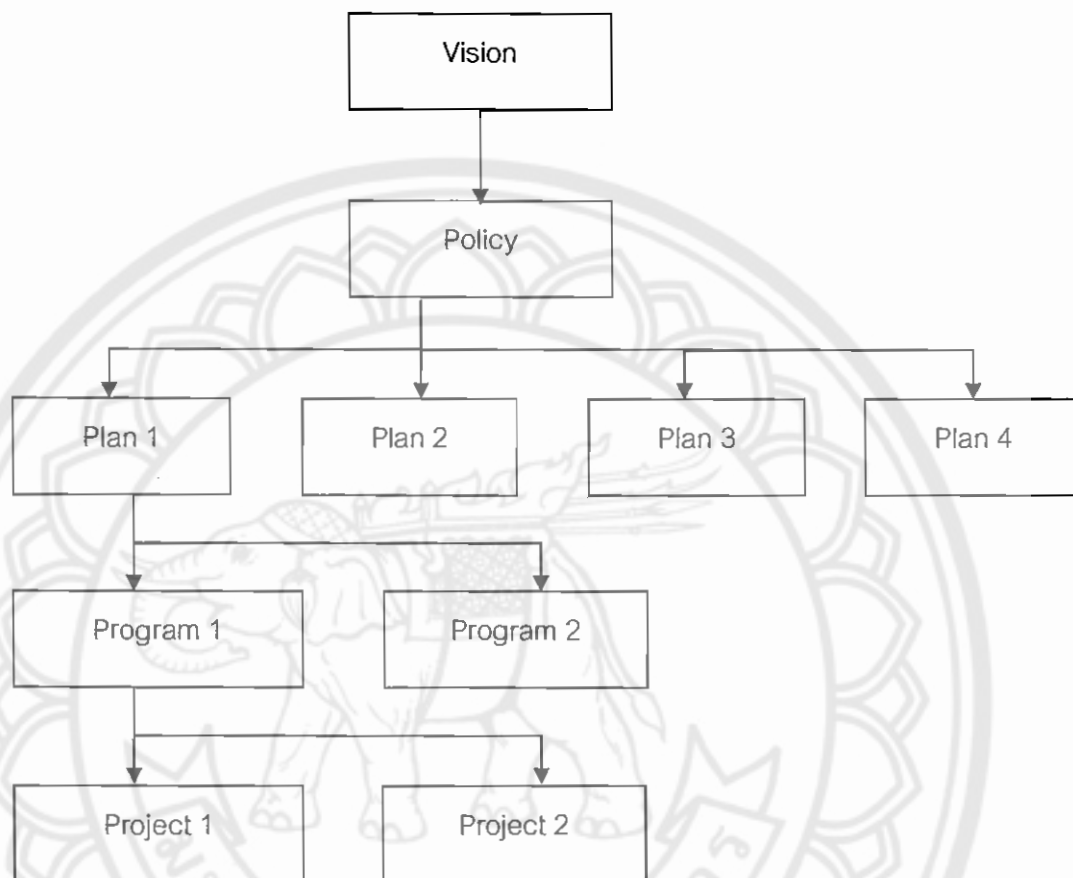 Vision
Policy
Plan 1
Plan 2
Plan 3
Plan 4
Program 1
Program 2
Project 1
Project 2